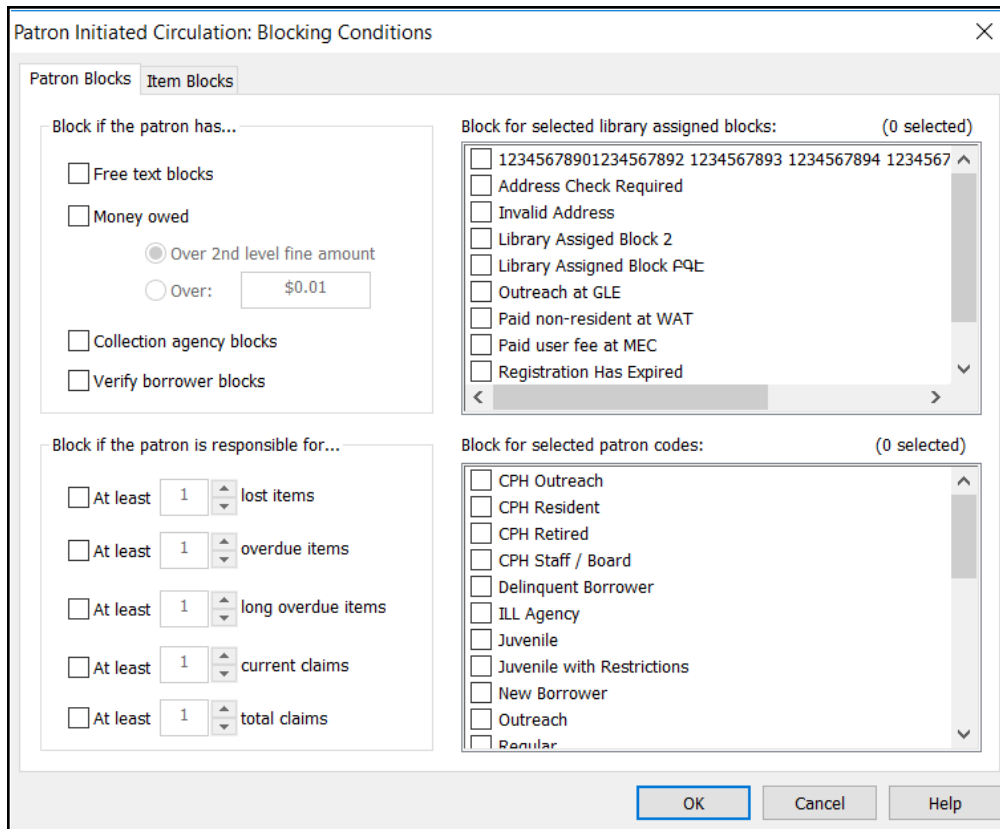 Patron Initiated Circulation: Blocking Conditions
Patron Blocks
Item Blocks
Block if the patron has...
Free text blocks
Money owed
Over 2nd level fine amount
Over:
$0.01
Collection agency blocks
Verify borrower blocks
Block for selected library assigned blocks:
(0 selected)
12345678901234567892 1234567893 1234567894 1234567
Address Check Required
Invalid Address
Library Assiged Block 2
Library Assigned Block ԲԳԷ
Outreach at GLE
Paid non-resident at WAT
Paid user fee at MEC
Registration Has Expired
Block if the patron is responsible for...
At least 1 lost items
At least 1 overdue items
At least 1 long overdue items
At least 1 current claims
At least 1 total claims
Block for selected patron codes:
(0 selected)
CPH Outreach
CPH Resident
CPH Retired
CPH Staff / Board
Delinquent Borrower
ILL Agency
Juvenile
Juvenile with Restrictions
New Borrower
Outreach
Regular
OK
Cancel
Help